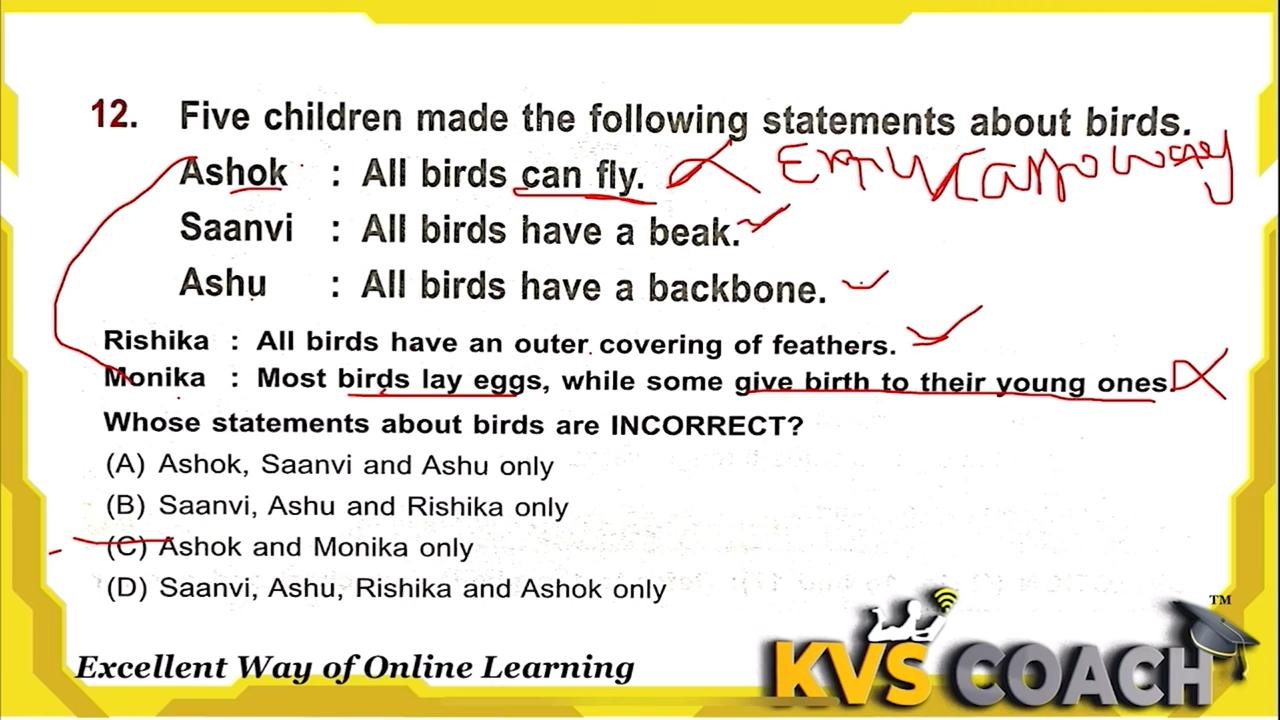 12. Five children made the following statements about birds.
Ashok : All birds can fly.
Saanvi : All birds have a beak.
Ashu : All birds have a backbone.
Rishika : All birds have an outer covering of feathers.
Monika : Most birds lay eggs, while some give birth to their young ones.
Whose statements about birds are INCORRECT?
(A) Ashok, Saanvi and Ashu only
(B) Saanvi, Ashu and Rishika only
(C) Ashok and Monika only
(D) Saanvi, Ashu, Rishika and Ashok only
Excellent Way of Online Learning
KVS COACH TM